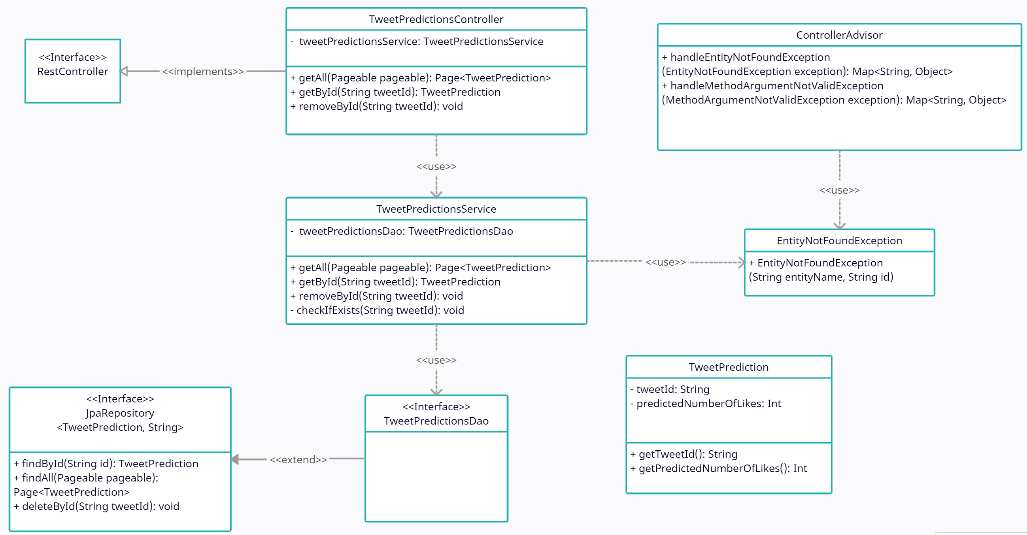 TweetPredictionsController
- tweetPredictionsService: TweetPredictionsService
+ getAll(Pageable pageable): Page<TweetPrediction>
+ getById(String tweetId): TweetPrediction
+ removeById(String tweetId): void
<<Interface>>
RestController
<<implements>>
ControllerAdvisor
+ handleEntityNotFoundException
(EntityNotFoundException exception): Map<String, Object>
+ handleMethodArgumentNotValidException
(MethodArgumentNotValidException exception): Map<String, Object>
<<use>>
<<use>>
TweetPredictionsService
- tweetPredictionsDao: TweetPredictionsDao
+ getAll(Pageable pageable): Page<TweetPrediction>
+ getById(String tweetId): TweetPrediction
+ removeById(String tweetId): void
- checkIfExists(String tweetId): void
<<use>>
EntityNotFoundException
+ EntityNotFoundException
(String entityName, String id)
<<use>>
TweetPrediction
- tweetId: String
- predictedNumberOfLikes: Int
+ getTweetId(): String
+ getPredictedNumberOfLikes(): Int
<<Interface>>
JpaRepository
<TweetPrediction, String>
+ findById(String id): TweetPrediction
+ findAll(Pageable pageable):
Page<TweetPrediction>
+ deleteById(String tweetId): void
<<extend>>
<<Interface>>
TweetPredictionsDao